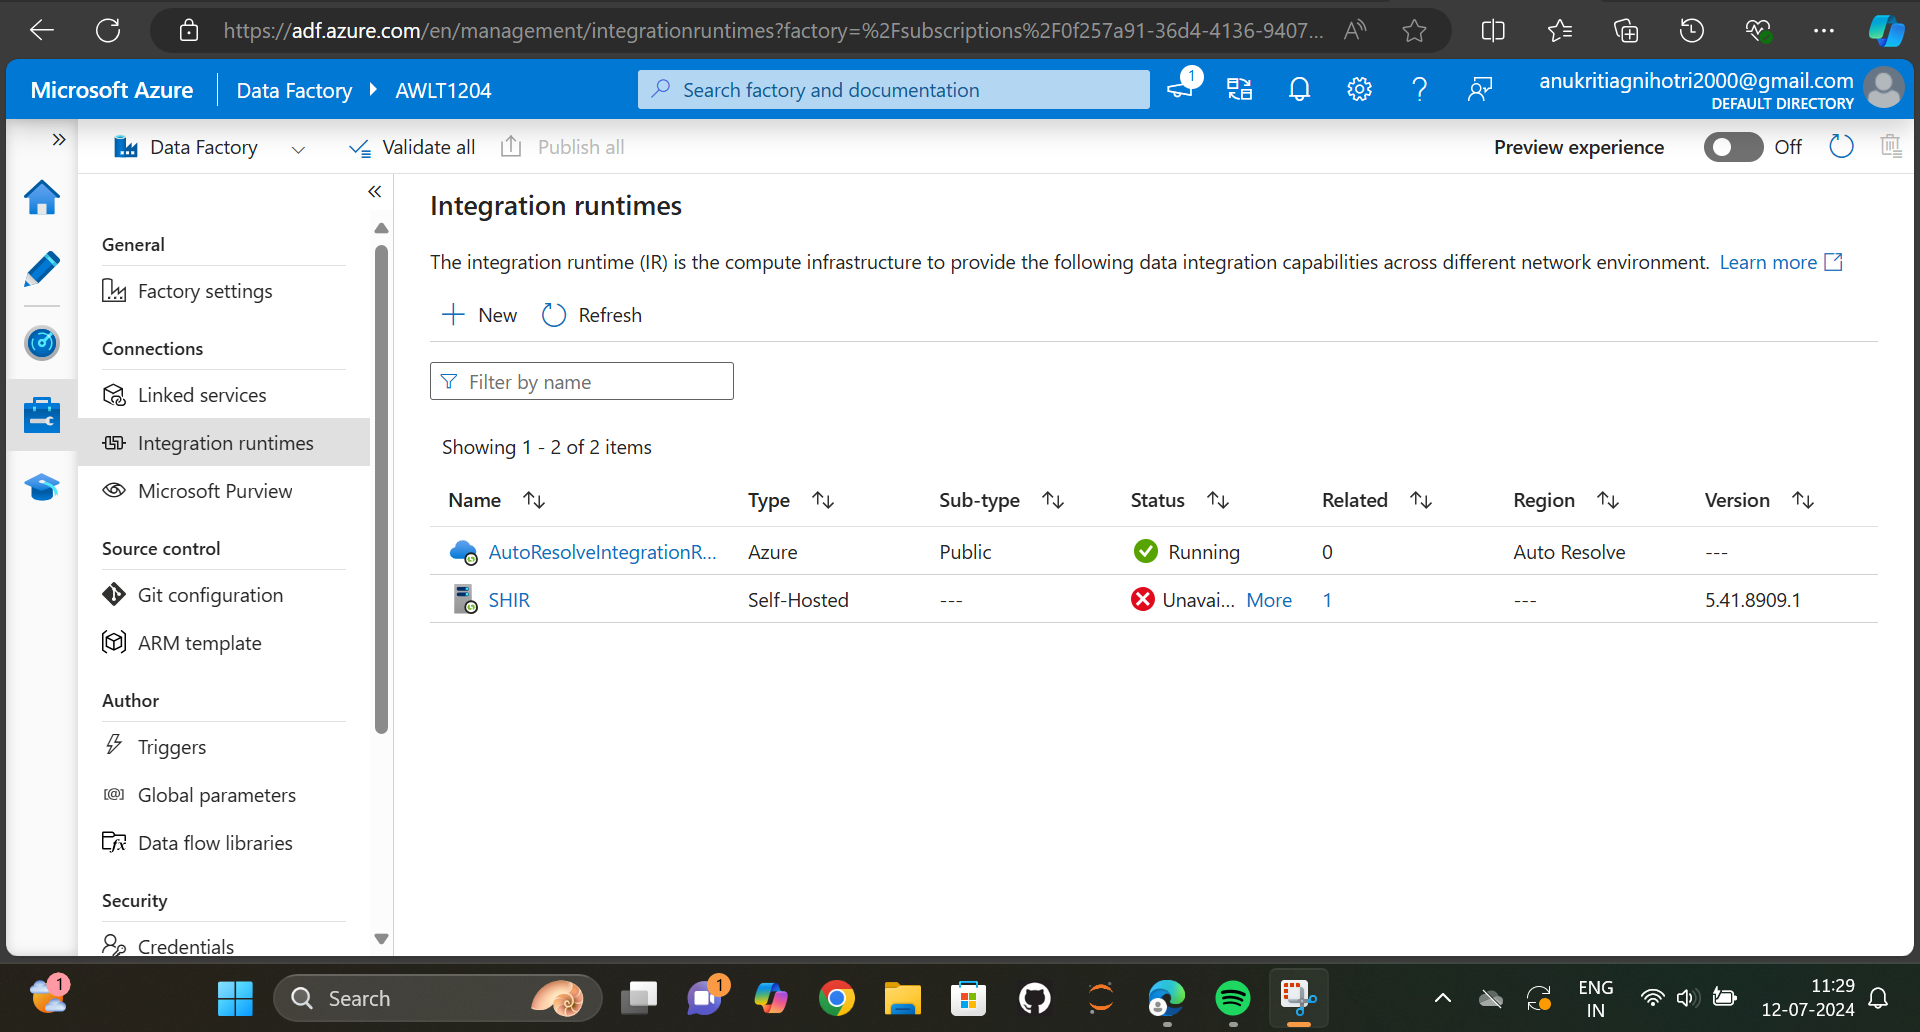 https://adf.azure.com/en/management/integrationruntimes?factory=%2Fsubscriptions%2F0f257a91-36d4-4136-9407...
Microsoft Azure
Data Factory
AWLT1204
Search factory and documentation
1
anukritiagnihotri2000@gmail.com
DEFAULT DIRECTORY
Data Factory
Validate all
Publish all
Preview experience
Off
General
Factory settings
Connections
Linked services
Integration runtimes
Microsoft Purview
Source control
Git configuration
ARM template
Author
Triggers
Global parameters
Data flow libraries
Security
Credentials
Integration runtimes
The integration runtime (IR) is the compute infrastructure to provide the following data integration capabilities across different network environment. Learn more
New
Refresh
Filter by name
Showing 1 - 2 of 2 items
Name Type Sub-type Status Related Region Version
AutoResolveIntegrationR... Azure Public Running 0 Auto Resolve ---
SHIR Self-Hosted --- Unavai... More 1 --- 5.41.8909.1
1
Search
1
ENG
IN
11:29
12-07-2024